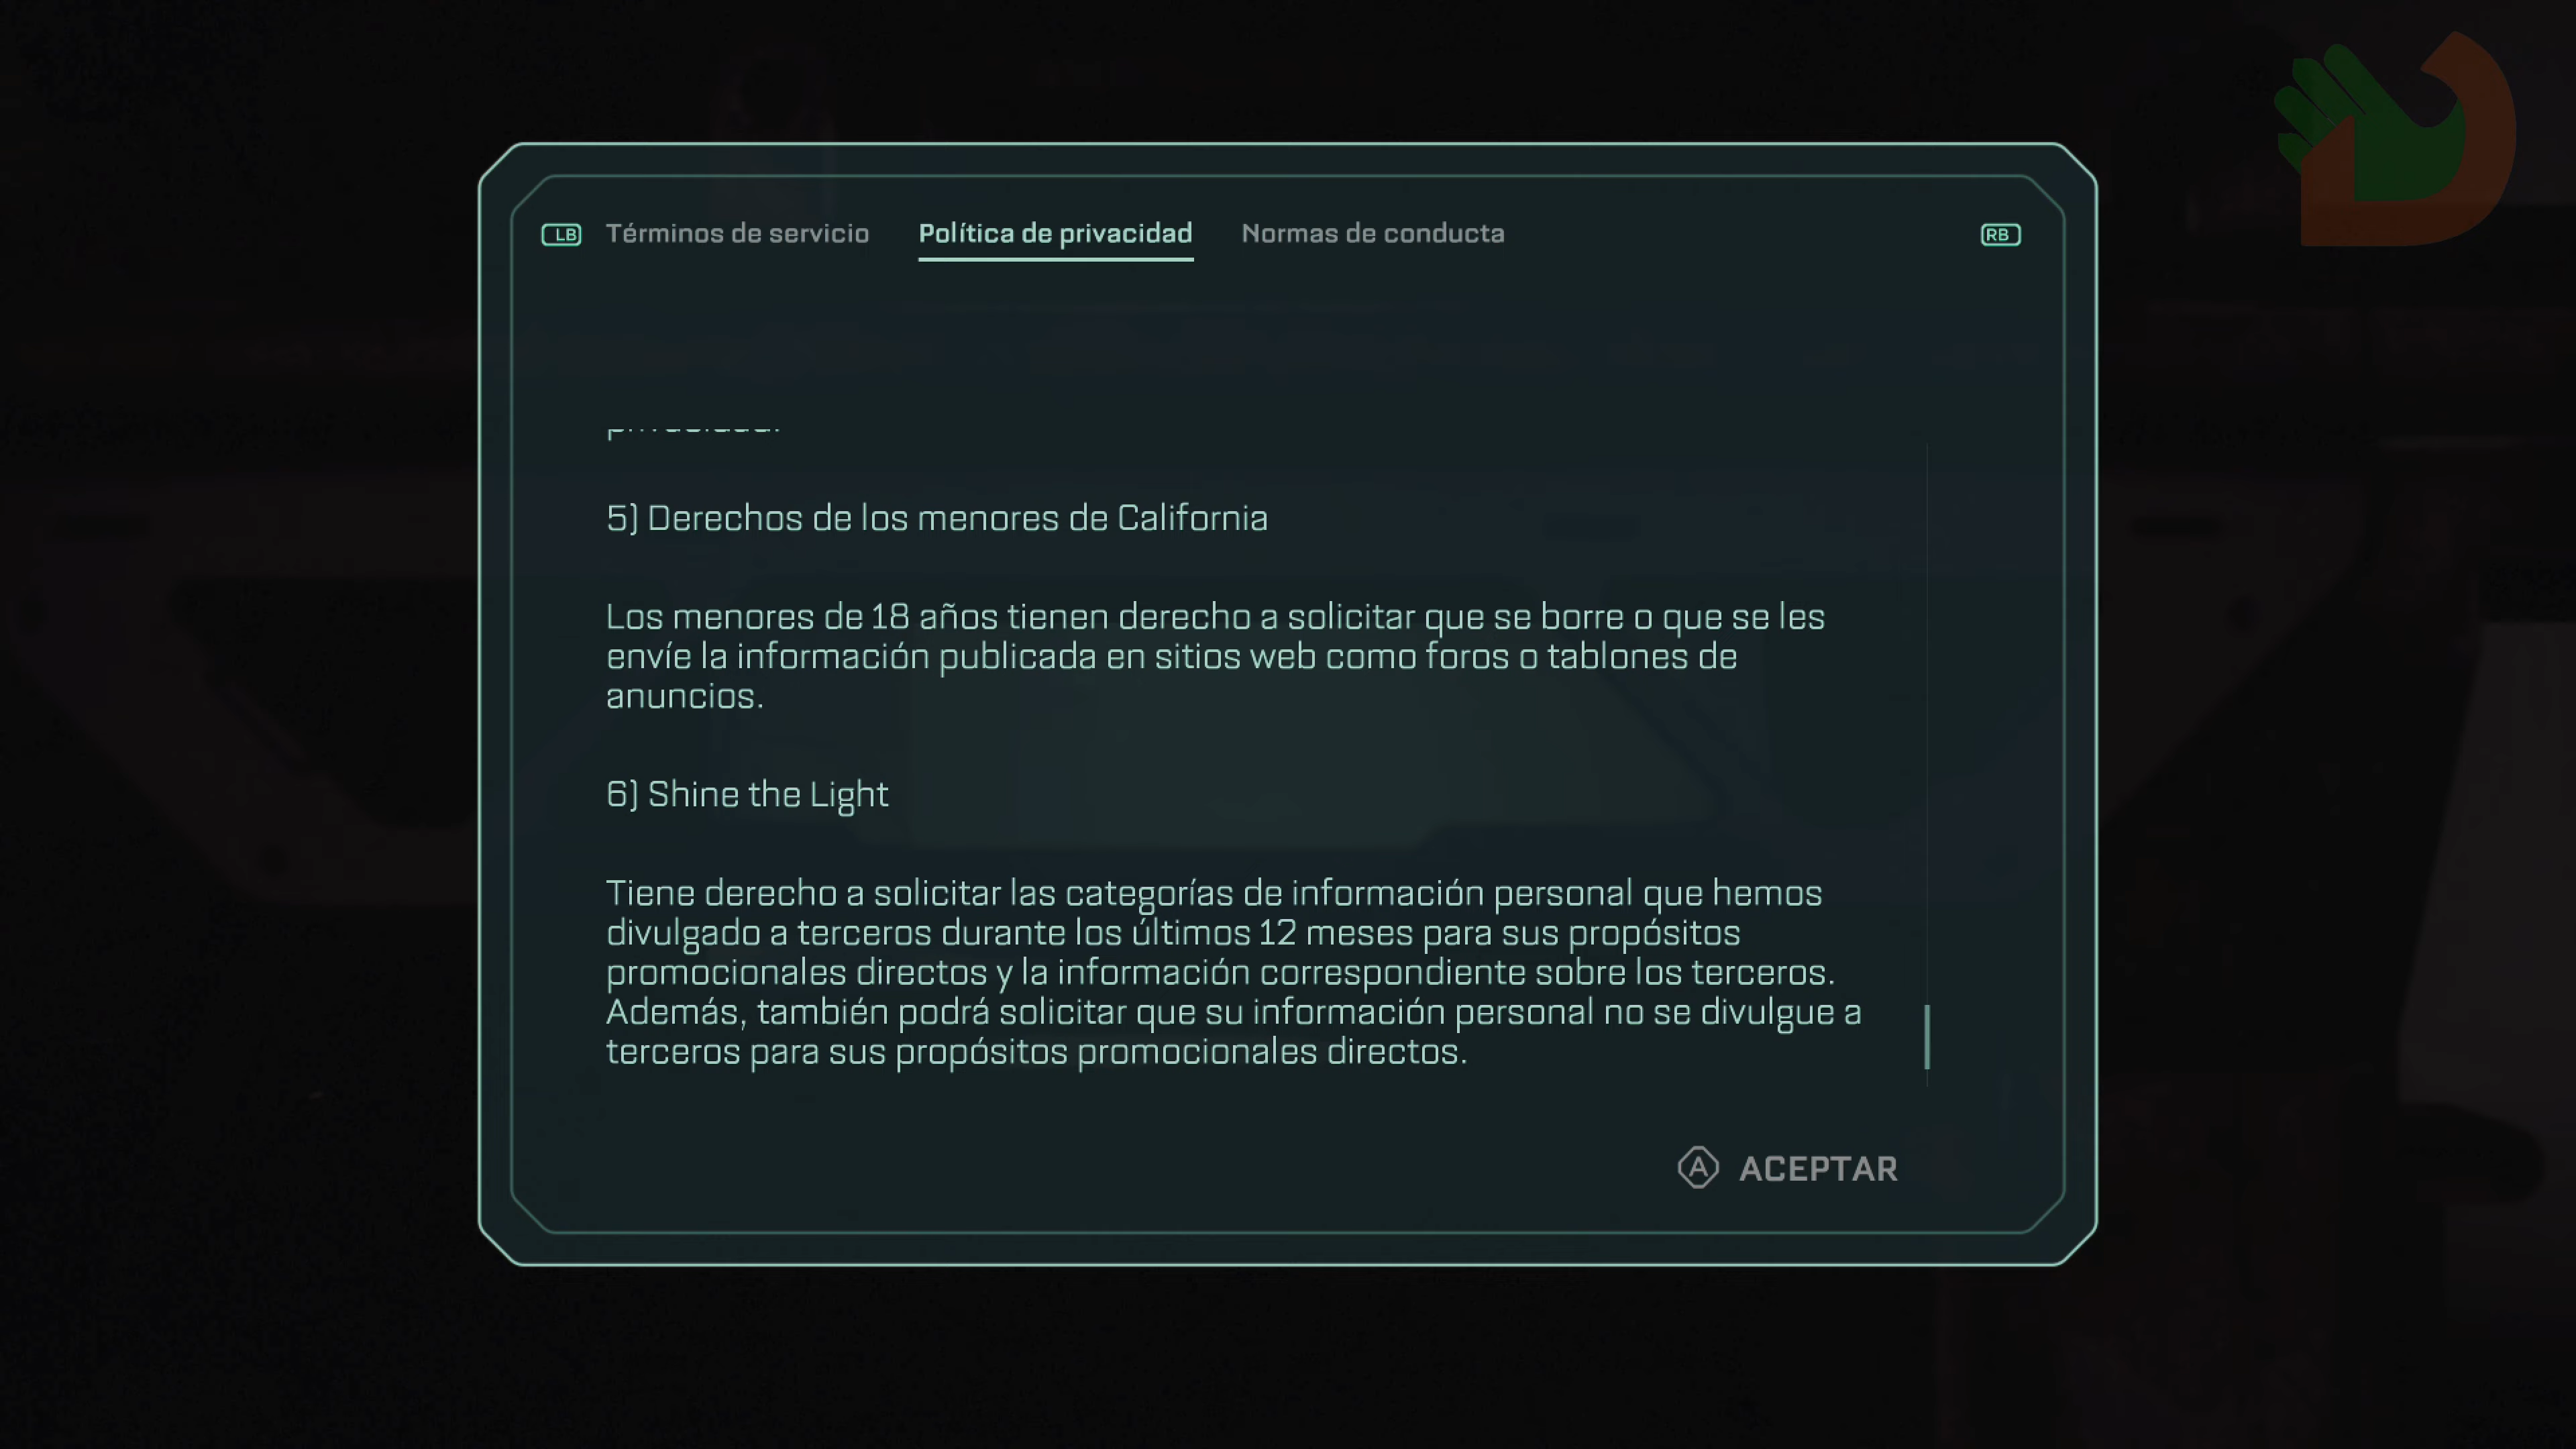 LB Términos de servicio Política de privacidad Normas de conducta RB
privacidad.
5) Derechos de los menores de California
Los menores de 18 años tienen derecho a solicitar que se borre o que se les
envíe la información publicada en sitios web como foros o tablones de
anuncios.
6) Shine the Light
Tiene derecho a solicitar las categorías de información personal que hemos
divulgado a terceros durante los últimos 12 meses para sus propósitos
promocionales directos y la información correspondiente sobre los terceros.
Además, también podrá solicitar que su información personal no se divulgue a
terceros para sus propósitos promocionales directos.
A ACEPTAR